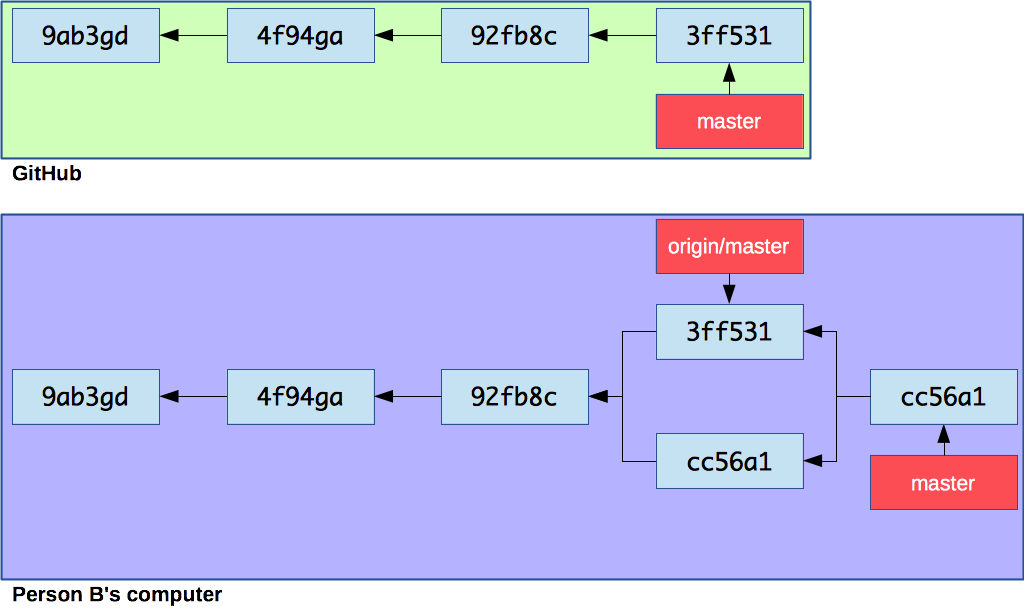 9ab3gd
4f94ga
92fb8c
3ff531
master
GitHub
origin/master
3ff531
9ab3gd
4f94ga
92fb8c
cc56a1
cc56a1
master
Person B's computer